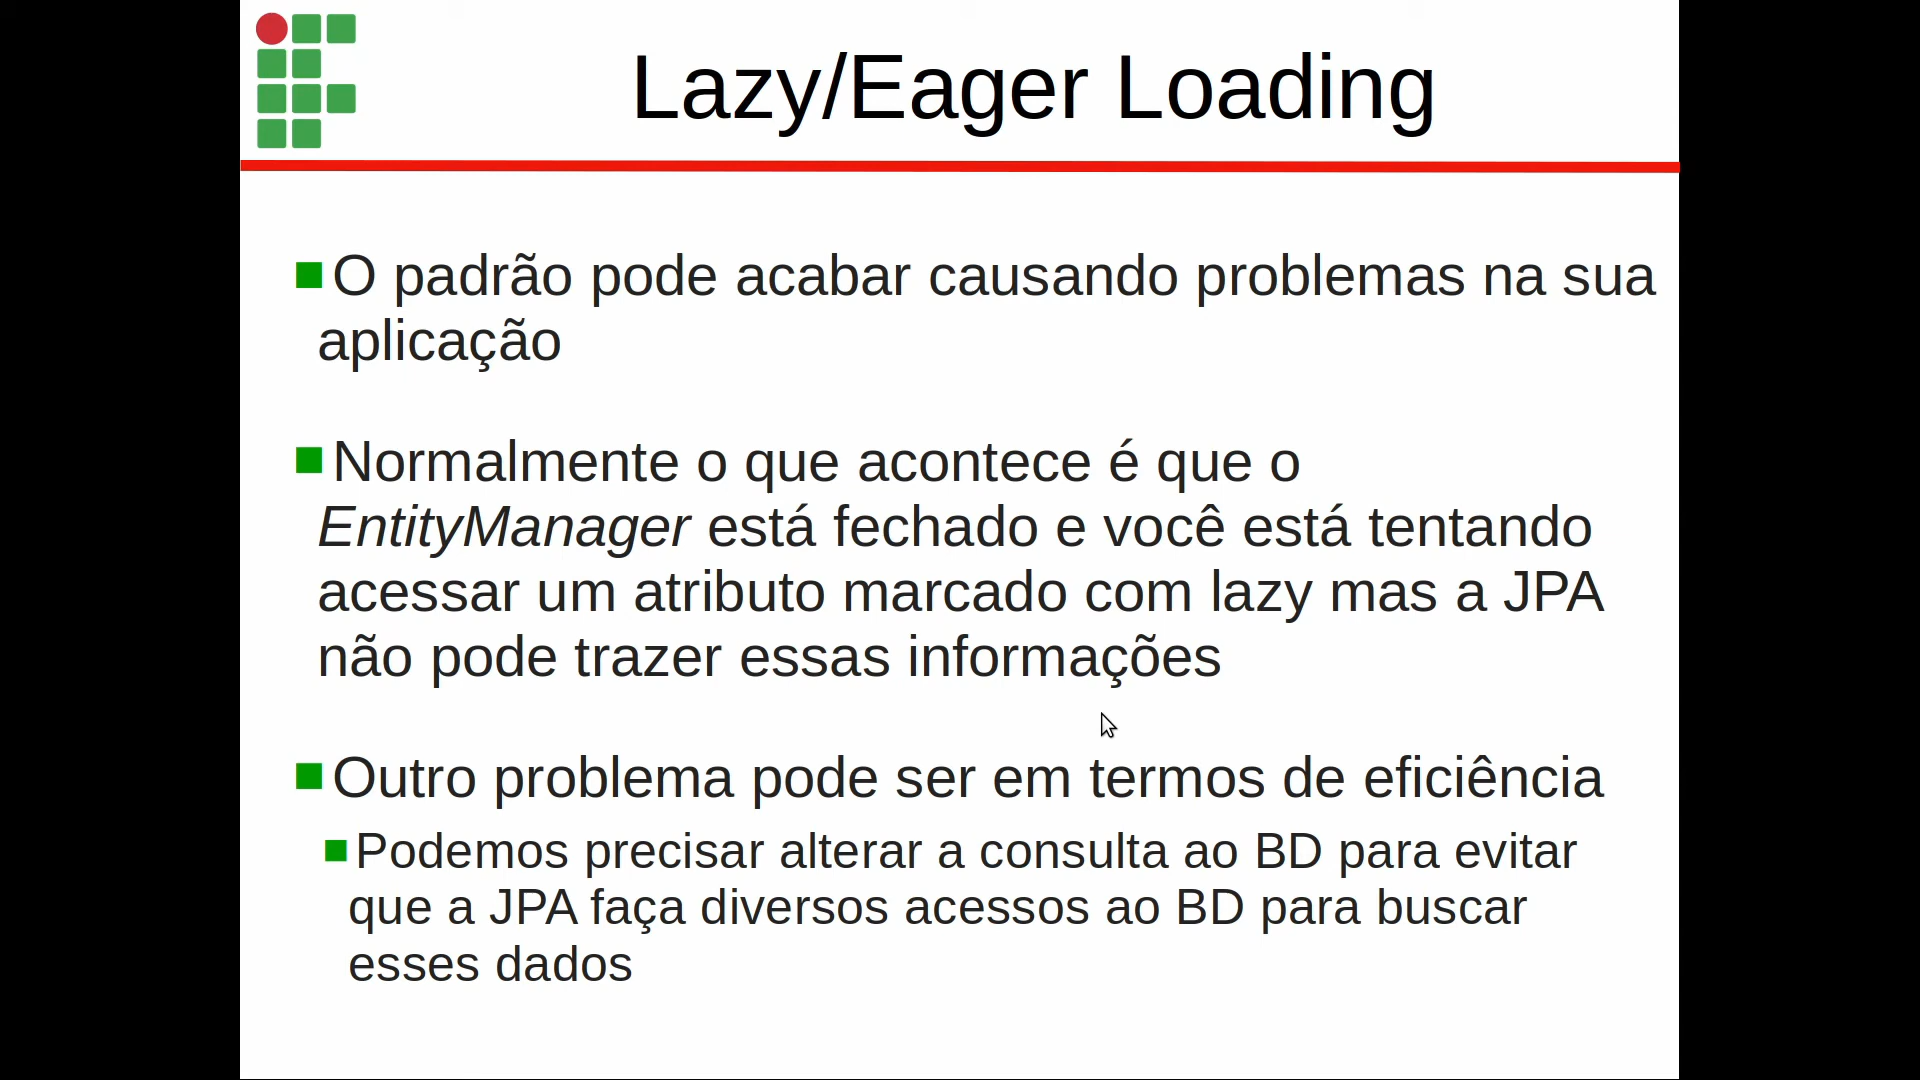 Lazy/Eager Loading
O padrão pode acabar causando problemas na sua
aplicação
Normalmente o que acontece é que o
EntityManager está fechado e você está tentando
acessar um atributo marcado com lazy mas a JPA
não pode trazer essas informações
Outro problema pode ser em termos de eficiência
Podemos precisar alterar a consulta ao BD para evitar
que a JPA faça diversos acessos ao BD para buscar
esses dados